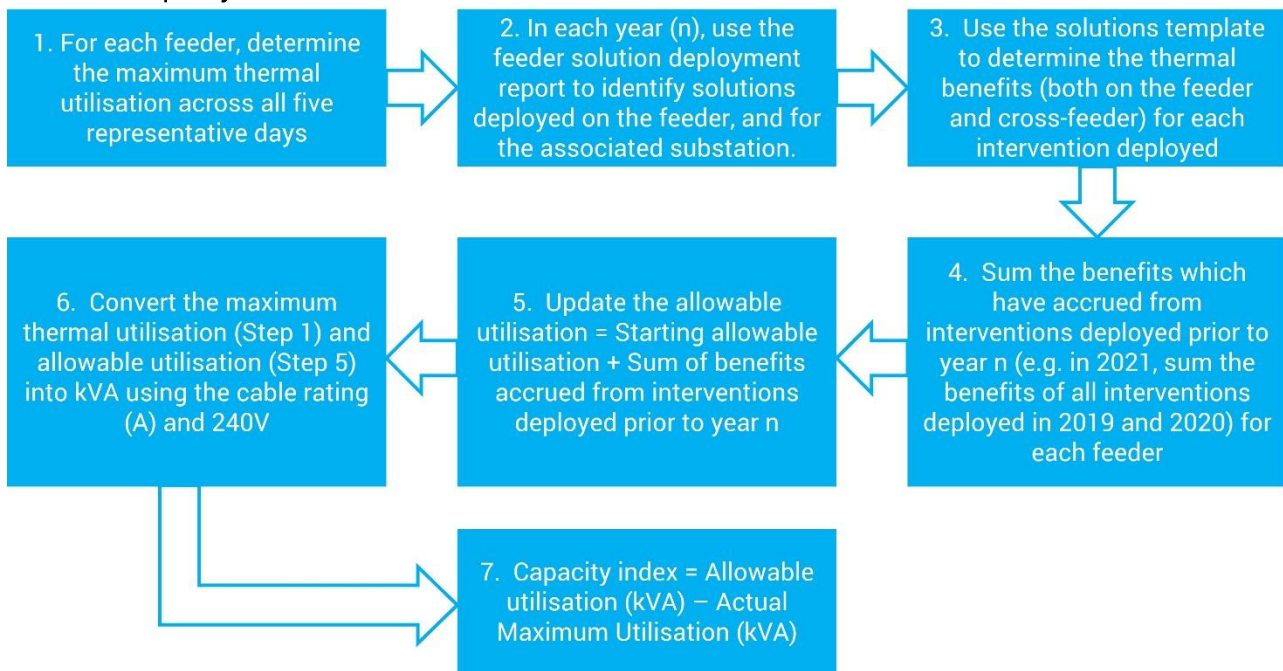 1. For each feeder, determine
the maximum thermal
utilisation across all five
representative days
2. In each year (n), use the
feeder solution deployment
report to identify solutions
deployed on the feeder, and for
the associated substation.
3. Use the solutions template
to determine the thermal
benefits (both on the feeder
and cross-feeder) for each
intervention deployed
4. Sum the benefits which
have accrued from
interventions deployed prior to
year n (e.g. in 2021, sum the
benefits of all interventions
deployed in 2019 and 2020) for
each feeder
5. Update the allowable
utilisation = Starting allowable
utilisation + Sum of benefits
accrued from interventions
deployed prior to year n
6. Convert the maximum
thermal utilisation (Step 1) and
allowable utilisation (Step 5)
into kVA using the cable rating
(A) and 240V
7. Capacity index = Allowable
utilisation (kVA) – Actual
Maximum Utilisation (kVA)